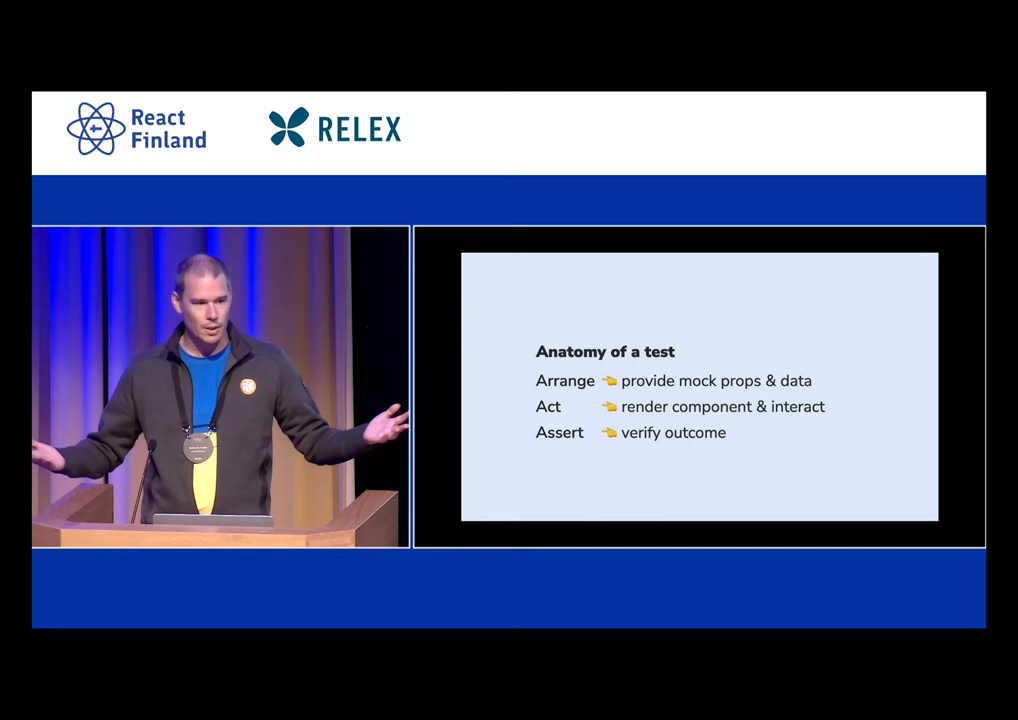 React
Finland
RELEX
Anatomy of a test
Arrange 👈 provide mock props & data
Act 👈 render component & interact
Assert 👈 verify outcome